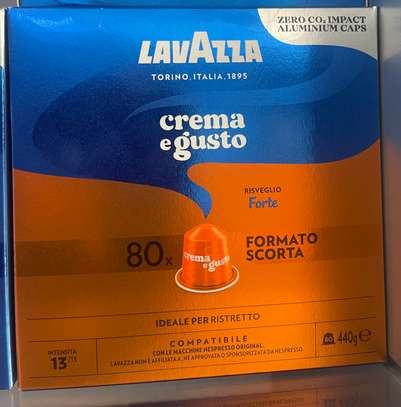 ZERO CO₂ IMPACT
ALUMINIUM CAPS
LAVAZZA
TORINO, ITALIA, 1895
crema
e gusto
RISVEGLIO
Forte
80x
crema
e gusto
FORMATO
SCORTA
IDEALE PER RISTRETTO
INTENSITÀ
13/13
COMPATIBILE
CON LE MACCHINE NESPRESSO ORIGINAL.
LAVAZZA NON È AFFILIATA A, NÉ APPROVATA O SPONSORIZZATA DA NESPRESSO.
80 440g e